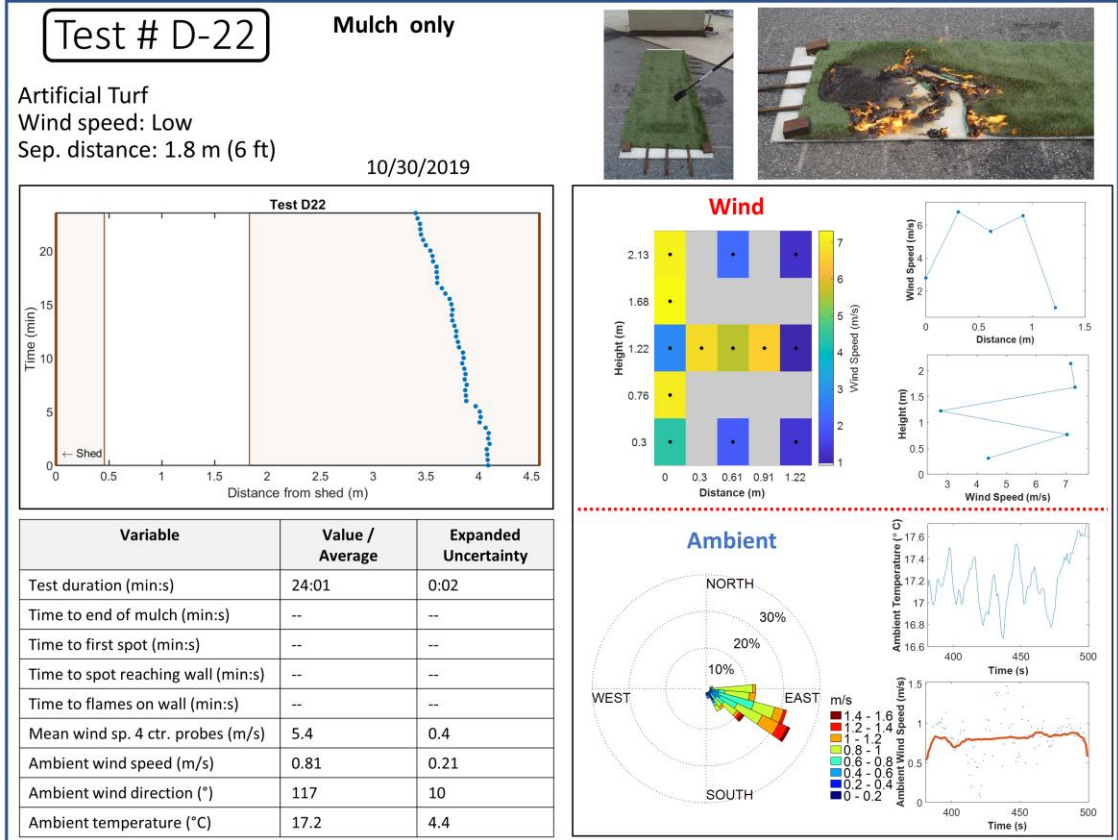 Test # D-22
Mulch only
Artificial Turf
Wind speed: Low
Sep. distance: 1.8 m (6 ft)
10/30/2019
Test D22
Time (min)
20
15
10
5
0
← Shed
0 0.5 1 1.5 2 2.5 3 3.5 4 4.5
Distance from shed (m)
Variable Value / Average Expanded Uncertainty
Test duration (min:s) 24:01 0:02
Time to end of mulch (min:s) -- --
Time to first spot (min:s) -- --
Time to spot reaching wall (min:s) -- --
Time to flames on wall (min:s) -- --
Mean wind sp. 4 ctr. probes (m/s) 5.4 0.4
Ambient wind speed (m/s) 0.81 0.21
Ambient wind direction (°) 117 10
Ambient temperature (°C) 17.2 4.4
Wind
Height (m)
2.13
1.68
1.22
0.76
0.3
0 0.3 0.61 0.91 1.22
Distance (m)
7
6
5
4
3
2
1
Wind Speed (m/s)
Wind Speed (m/s)
6
4
2
0 0.5 1 1.5
Distance (m)
Height (m)
2
1.5
1
0.5
0
3 4 5 6 7
Wind Speed (m/s)
Ambient
NORTH
30%
20%
10%
WEST
EAST
SOUTH
m/s
1.4 - 1.6
1.2 - 1.4
1 - 1.2
0.8 - 1
0.6 - 0.8
0.4 - 0.6
0.2 - 0.4
0 - 0.2
Ambient Temperature (° C)
17.6
17.4
17.2
17
16.8
16.6
400 450 500
Time (s)
Ambient Wind Speed (m/s)
1.5
1
0.5
0
400 450 500
Time (s)